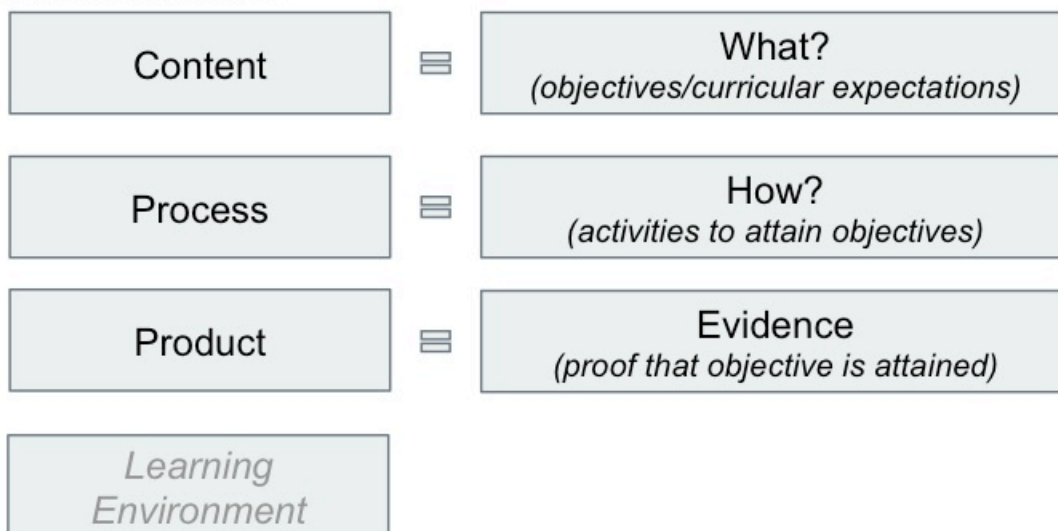 Content
=
What?
(objectives/curricular expectations)
Process
=
How?
(activities to attain objectives)
Product
=
Evidence
(proof that objective is attained)
Learning
Environment